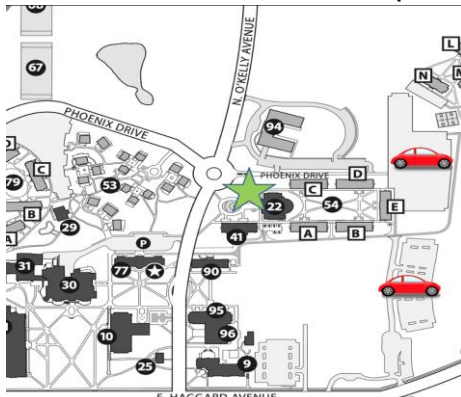 68
67
N. O'KELLY AVENUE
L
N
M
94
PHOENIX DRIVE
PHOENIX DRIVE
D
C
79
C
53
D
B
A
29
22
54
E
41
A
B
P
31
30
77
90
95
10
96
25
9
E. HAGGARD AVENUE